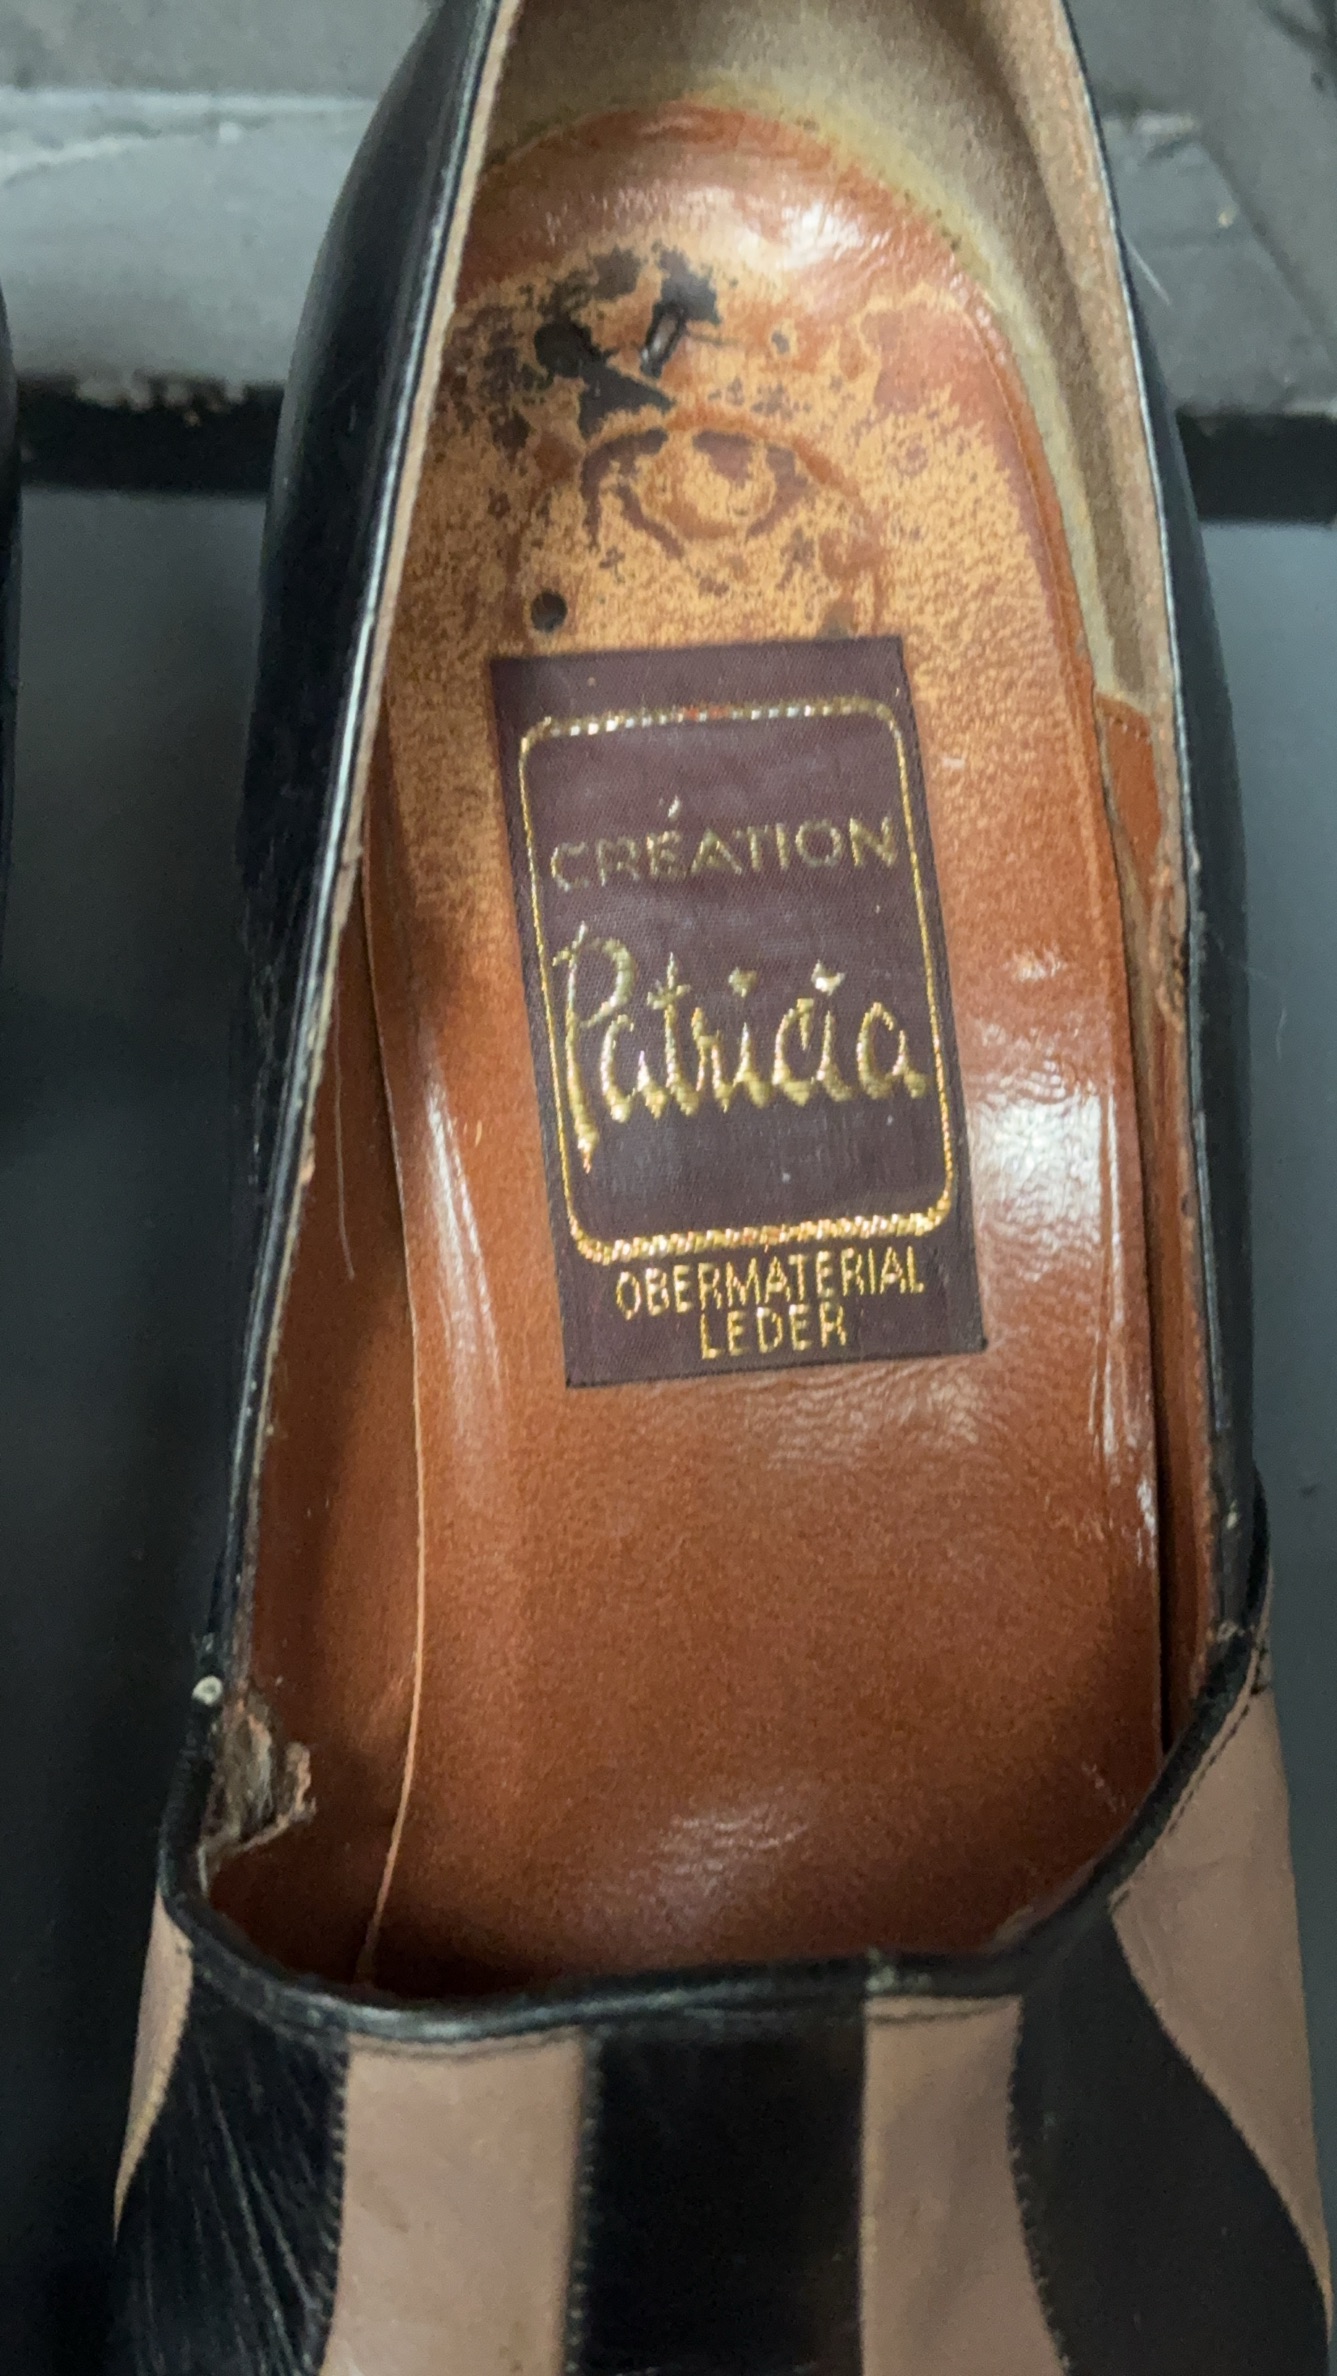 CRÉATION
Patricia
OBERMATERIAL
LEDER